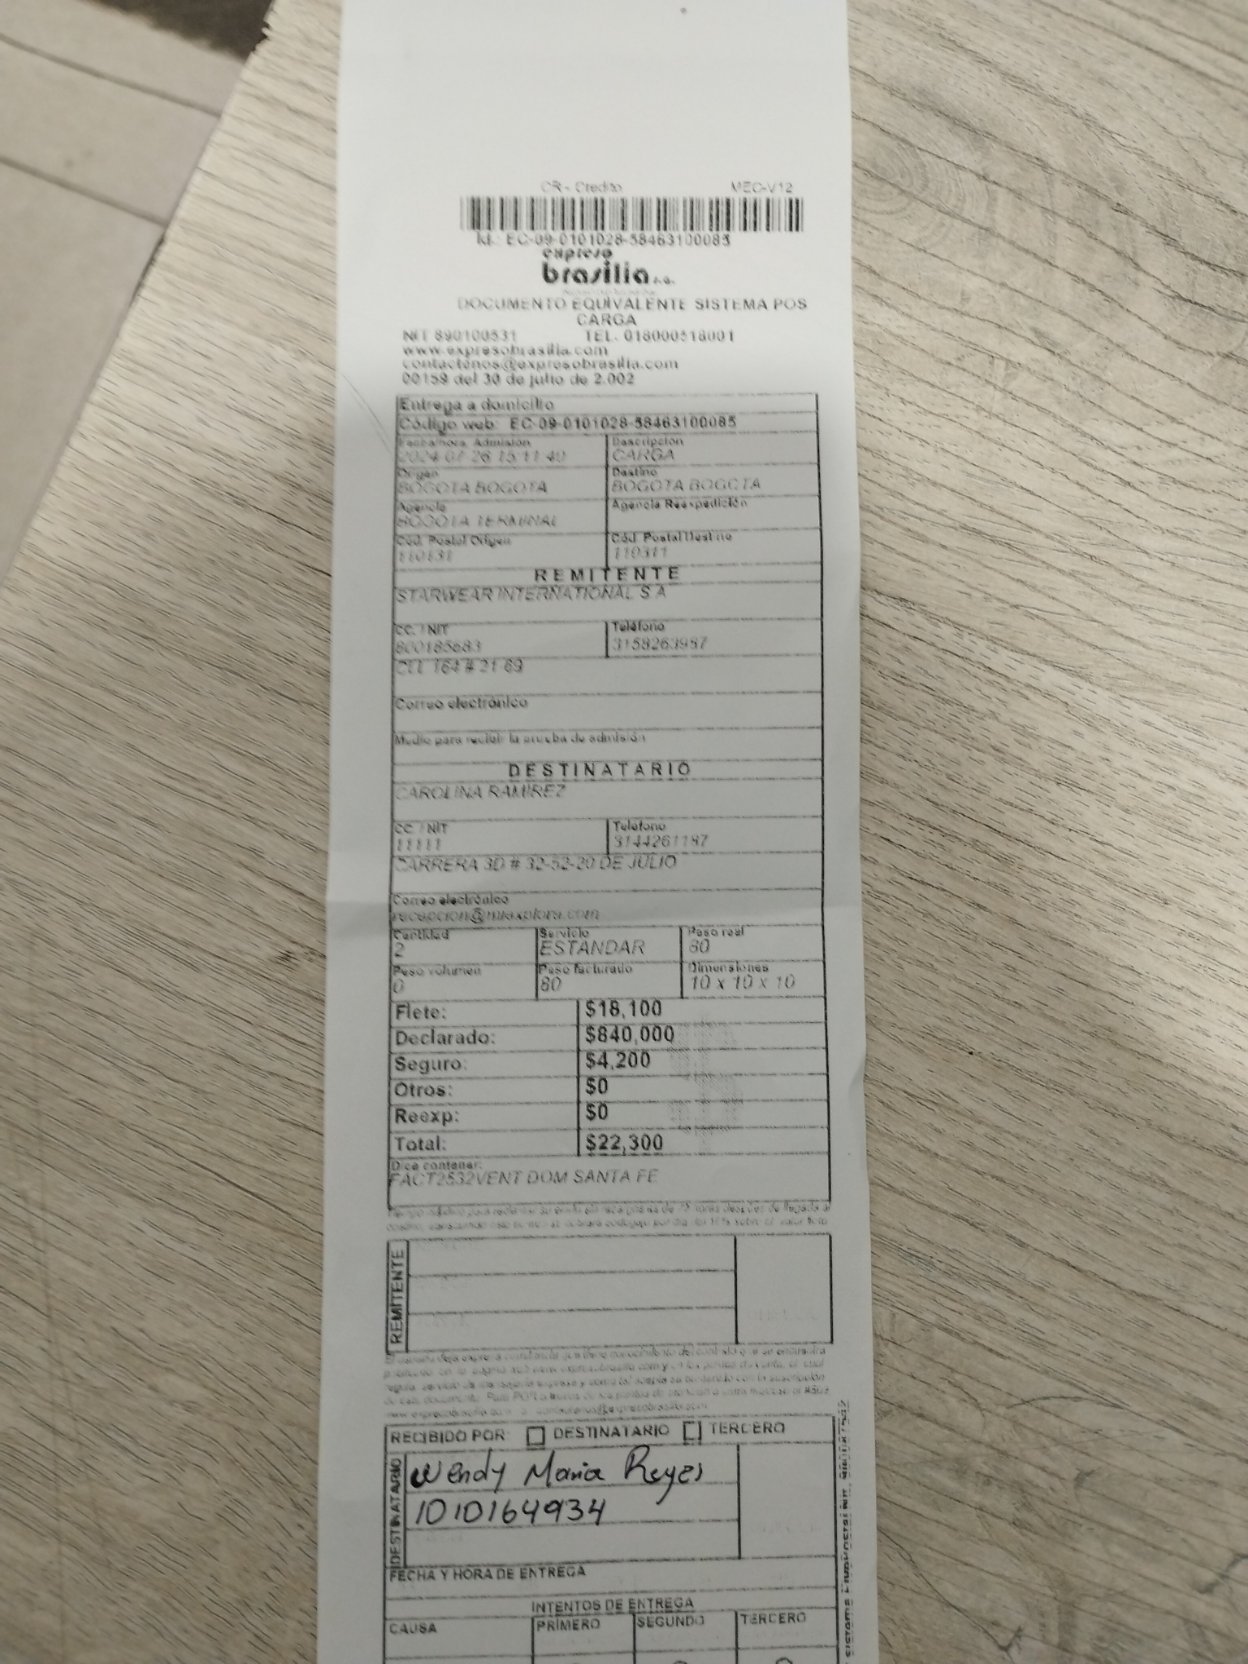 CR - Credito MEC-V12
Id.: EC-09-0101028-58463100085
expreso
brasilia s.a.
DOCUMENTO EQUIVALENTE SISTEMA POS
CARGA
NIT 890100531 TEL. 018000518001
www.expresobrasilia.com
contactenos@expresobrasilia.com
00159 del 30 de julio de 2.002
Entrega a domicilio
Código web: EC-09-0101028-58463100085
Fecha/hora Admisión Descripción
2024-07-26 15:11:40 CARGA
Origen Destino
BOGOTA BOGOTA BOGOTA BOGOTA
Agencia Agencia Reexpedición
BOGOTA TERMINAL
Cód. Postal Origen Cód. Postal Destino
110131 110311
REMITENTE
STARWEAR INTERNATIONAL S A
CC. / NIT Teléfono
800185683 3158263987
CLL 164 # 21 69
Correo electrónico
Medio para recibir la prueba de admisión
DESTINATARIO
CAROLINA RAMIREZ
CC. / NIT Teléfono
11111 3144261187
CARRERA 3D # 32-52-20 DE JULIO
Correo electrónico
Cantidad Servicio Peso real
2 ESTANDAR 80
Peso volumen Peso facturado Dimensiones
0 80 10 x 10 x 10
Flete: $18,100
Declarado: $840,000
Seguro: $4,200
Otros: $0
Reexp: $0
Total: $22,300
Dice contener:
FACT2532VENT DOM SANTA FE
REMITENTE
RECIBIDO POR: DESTINATARIO TERCERO
DESTINATARIO
Wendy Maria Reyes
1010164934
FECHA Y HORA DE ENTREGA
INTENTOS DE ENTREGA
CAUSA PRIMERO SEGUNDO TERCERO